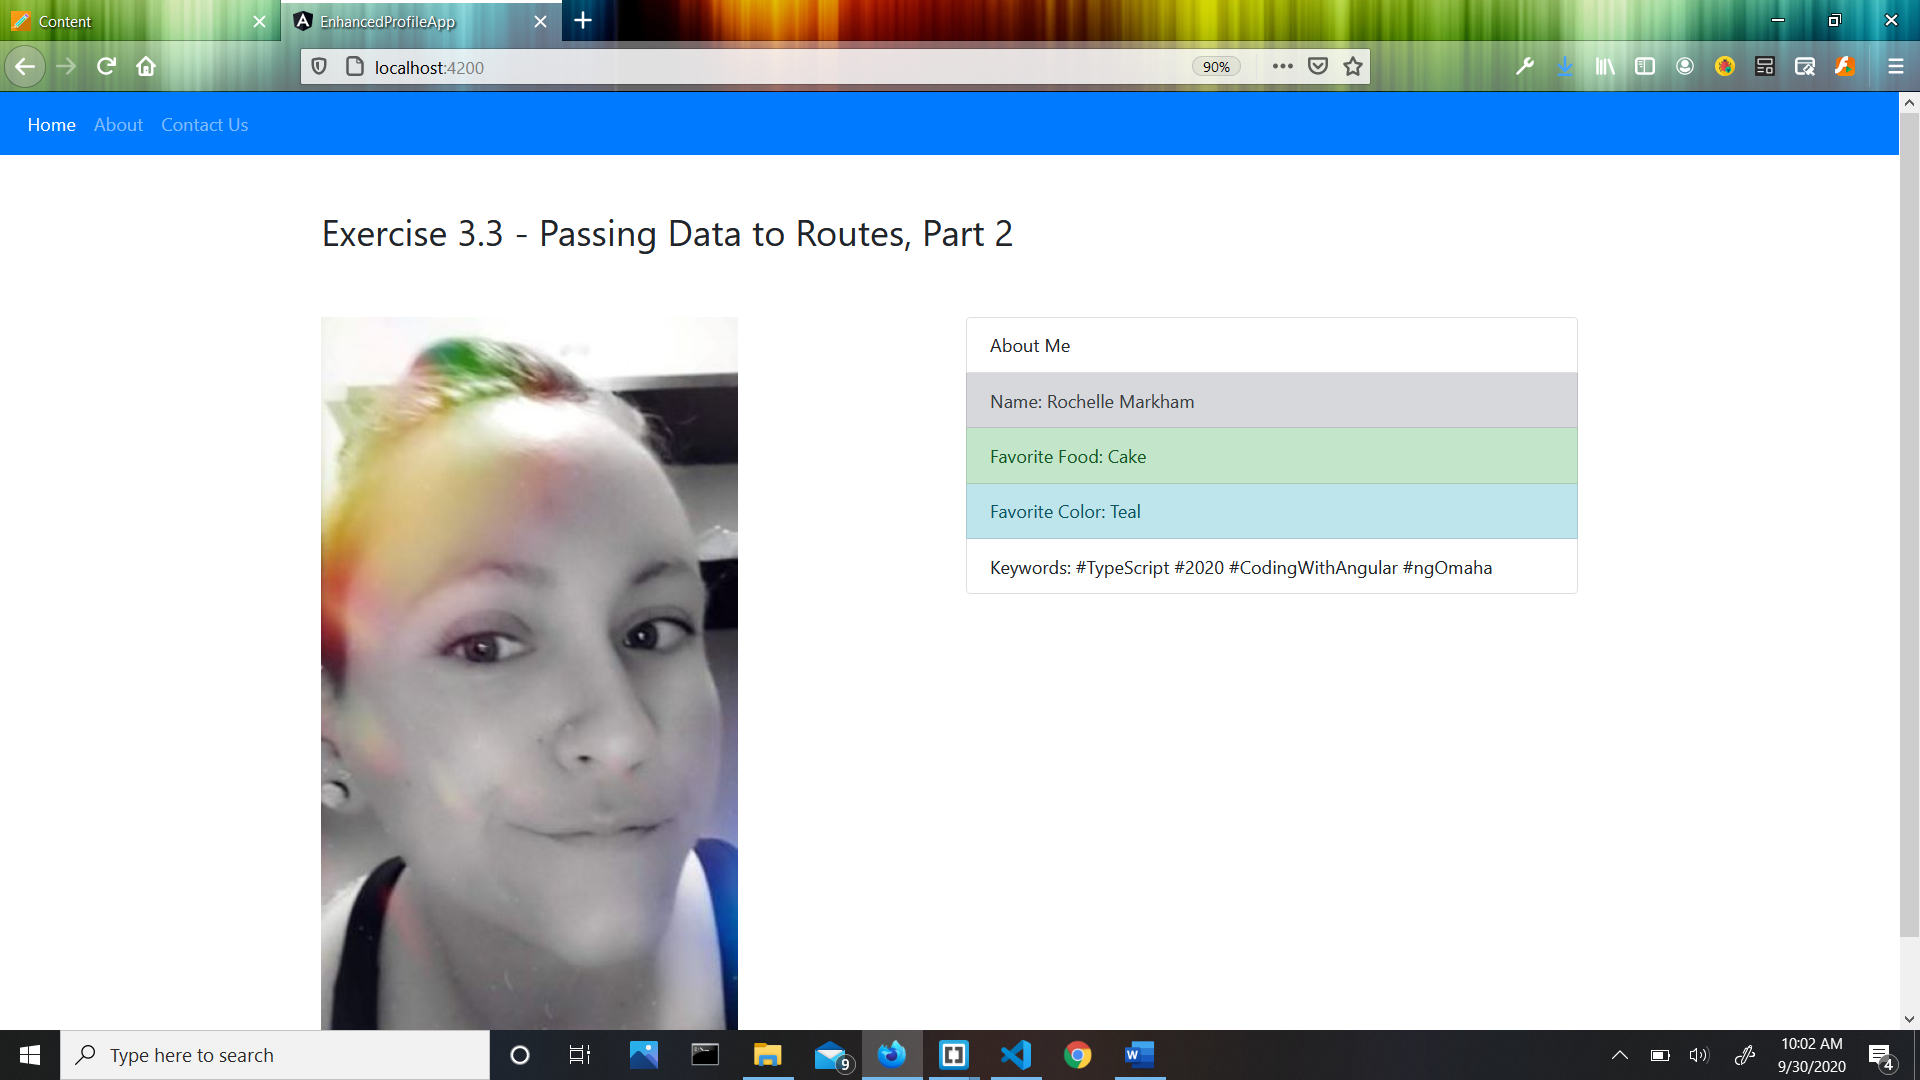 Content
EnhancedProfileApp
localhost:4200
90%
Home About Contact Us
Exercise 3.3 - Passing Data to Routes, Part 2
About Me
Name: Rochelle Markham
Favorite Food: Cake
Favorite Color: Teal
Keywords: #TypeScript #2020 #CodingWithAngular #ngOmaha
Type here to search
9
W
10:02 AM
9/30/2020
4